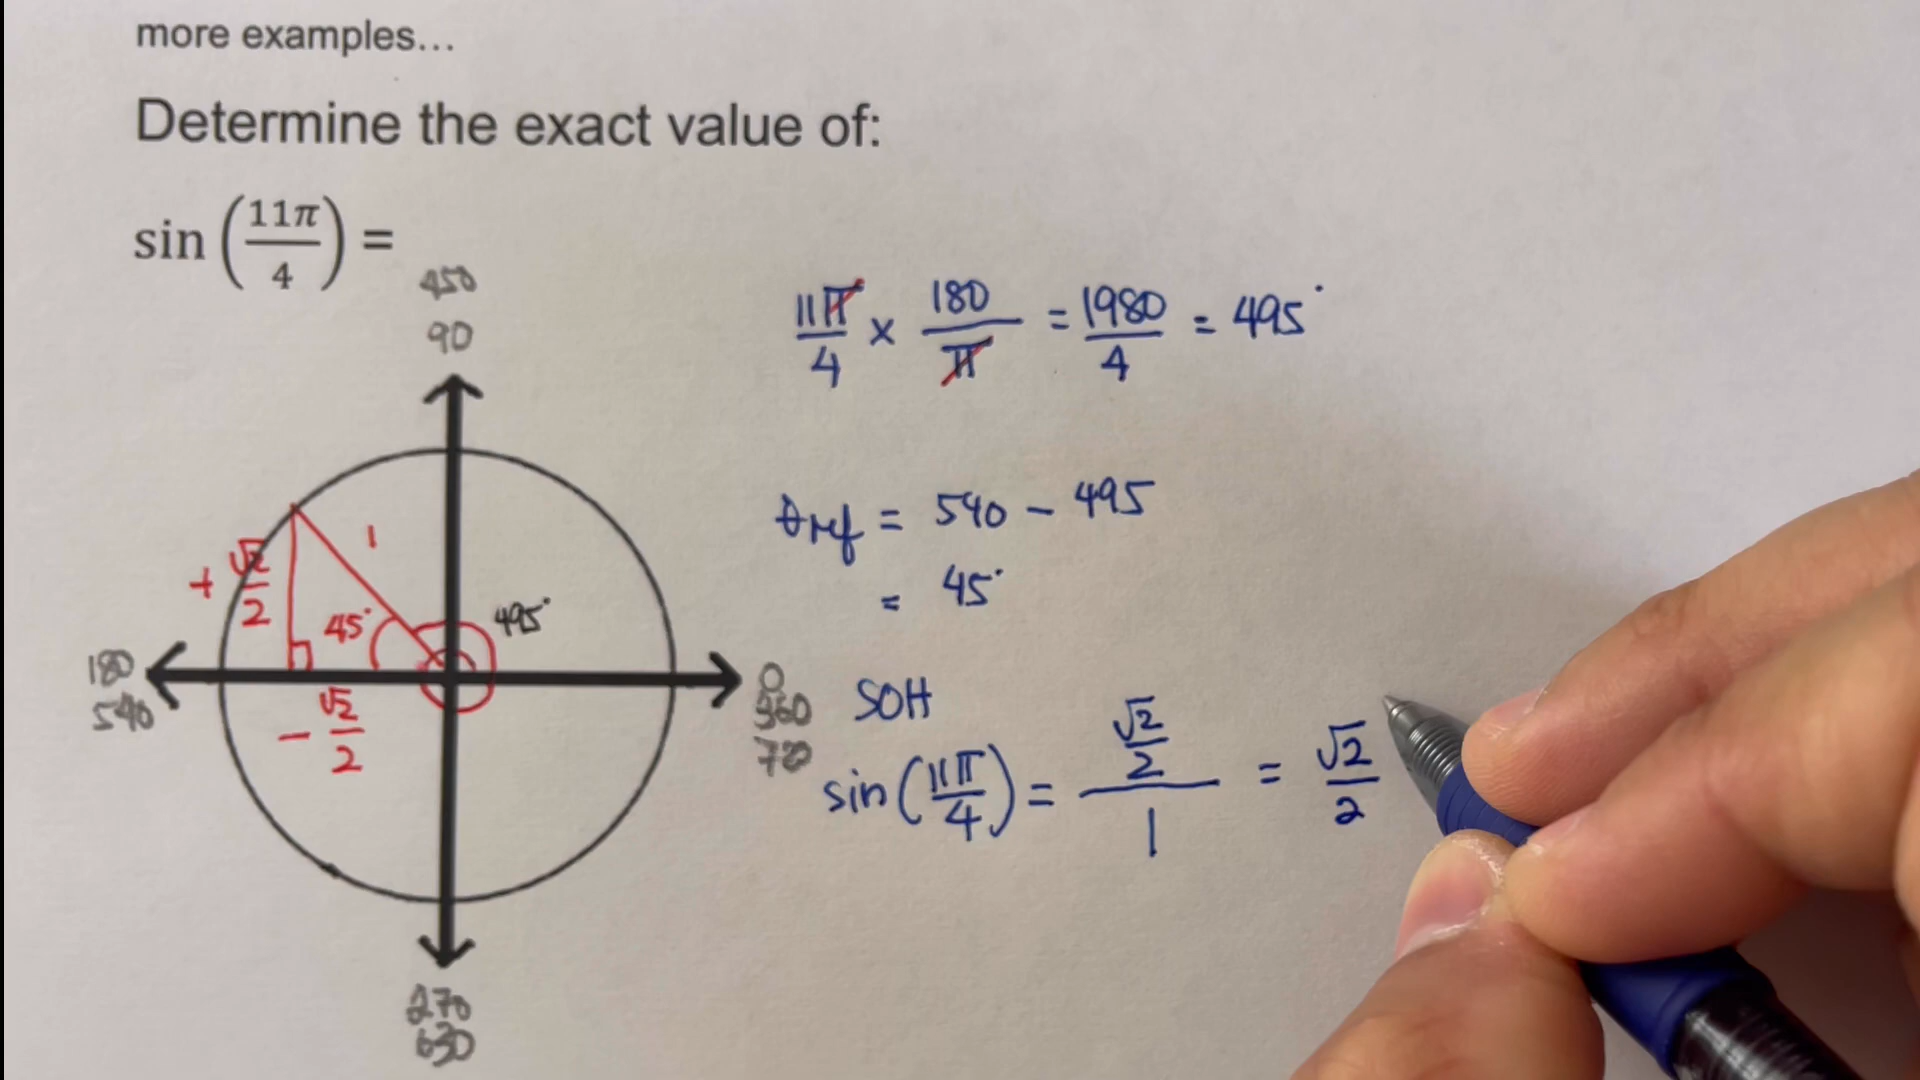 more examples...
Determine the exact value of:
sin (11π/4) =
450
90
11π/4 × 180/π = 1980/4 = 495°
θref = 540 - 495
= 45°
1
+ √2/2
45°
495°
180
540
0
360
720
- √2/2
SOH
sin(11π/4) = (√2/2)/1 = √2/2
270
630